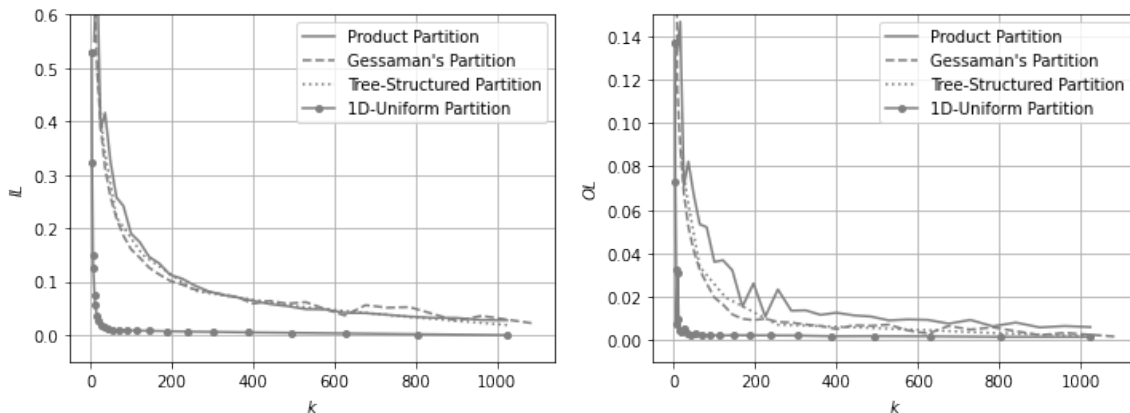 0.6
0.5
0.4
0.3
0.2
0.1
0.0
IL
0 200 400 600 800 1000
k
Product Partition
Gessaman's Partition
Tree-Structured Partition
1D-Uniform Partition
0.14
0.12
0.10
0.08
0.06
0.04
0.02
0.00
OL
0 200 400 600 800 1000
k
Product Partition
Gessaman's Partition
Tree-Structured Partition
1D-Uniform Partition